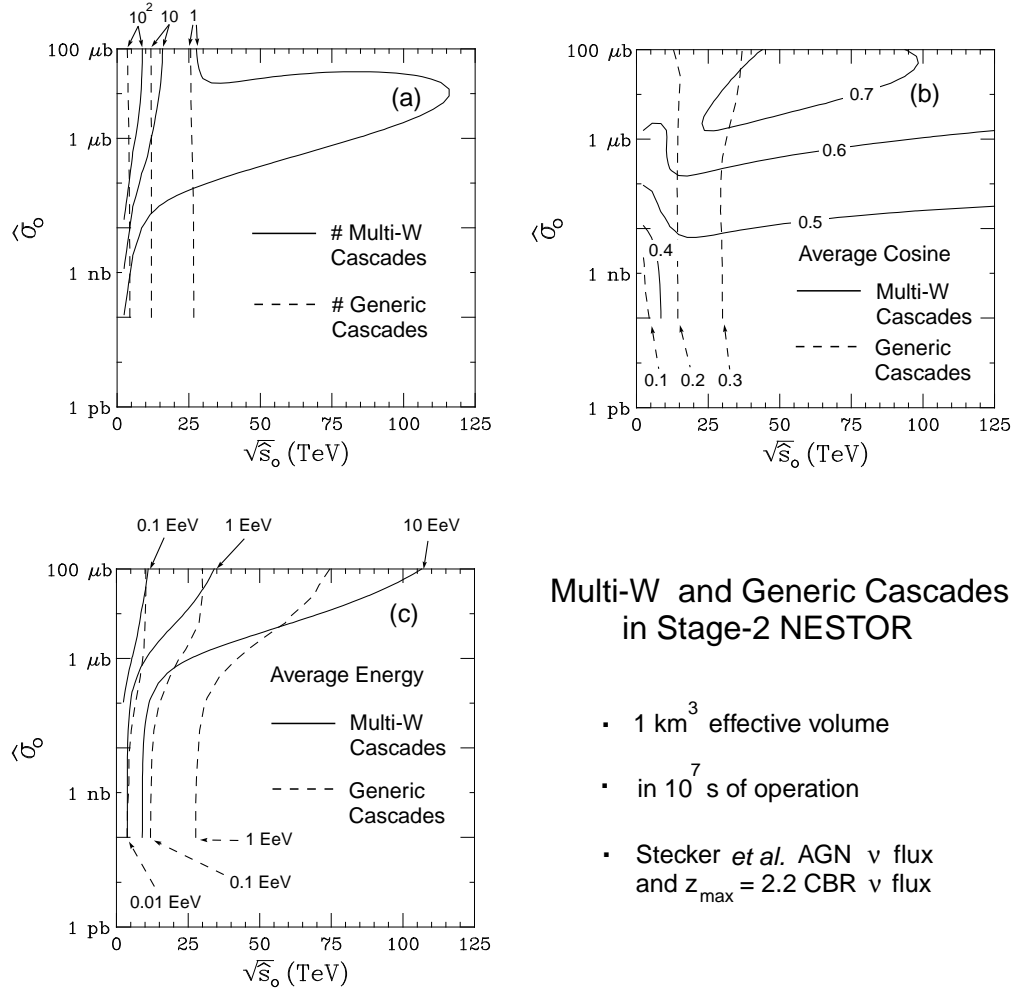 10² 10 1
100 μb
1 μb
1 nb
1 pb
σ̂ₒ
(a)
# Multi-W
Cascades
# Generic
Cascades
0 25 50 75 100 125
√ŝₒ (TeV)
100 μb
1 μb
1 nb
1 pb
σ̂ₒ
(b)
0.7
0.6
0.5
0.4
Average Cosine
Multi-W
Cascades
Generic
Cascades
0.1 0.2 0.3
0 25 50 75 100 125
√ŝₒ (TeV)
0.1 EeV 1 EeV 10 EeV
100 μb
1 μb
1 nb
1 pb
σ̂ₒ
(c)
Average Energy
Multi-W
Cascades
Generic
Cascades
1 EeV
0.1 EeV
0.01 EeV
0 25 50 75 100 125
√ŝₒ (TeV)
Multi-W and Generic Cascades
in Stage-2 NESTOR
· 1 km³ effective volume
· in 10⁷ s of operation
· Stecker et al. AGN ν flux
and z_max = 2.2 CBR ν flux